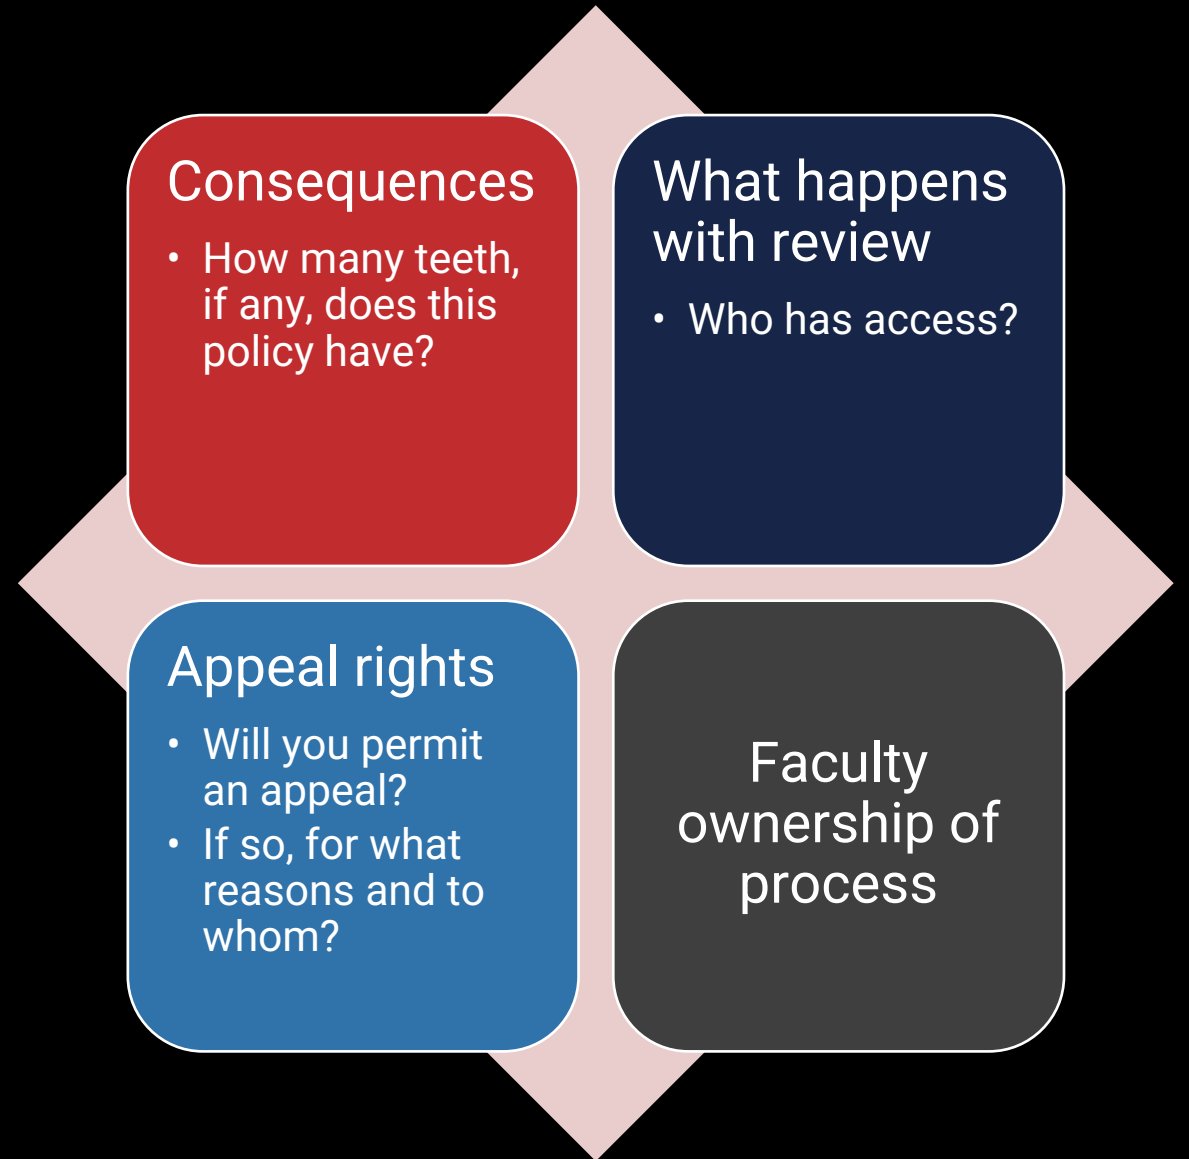 Consequences
• How many teeth,
if any, does this
policy have?
What happens
with review
• Who has access?
Appeal rights
• Will you permit
an appeal?
• If so, for what
reasons and to
whom?
Faculty
ownership of
process